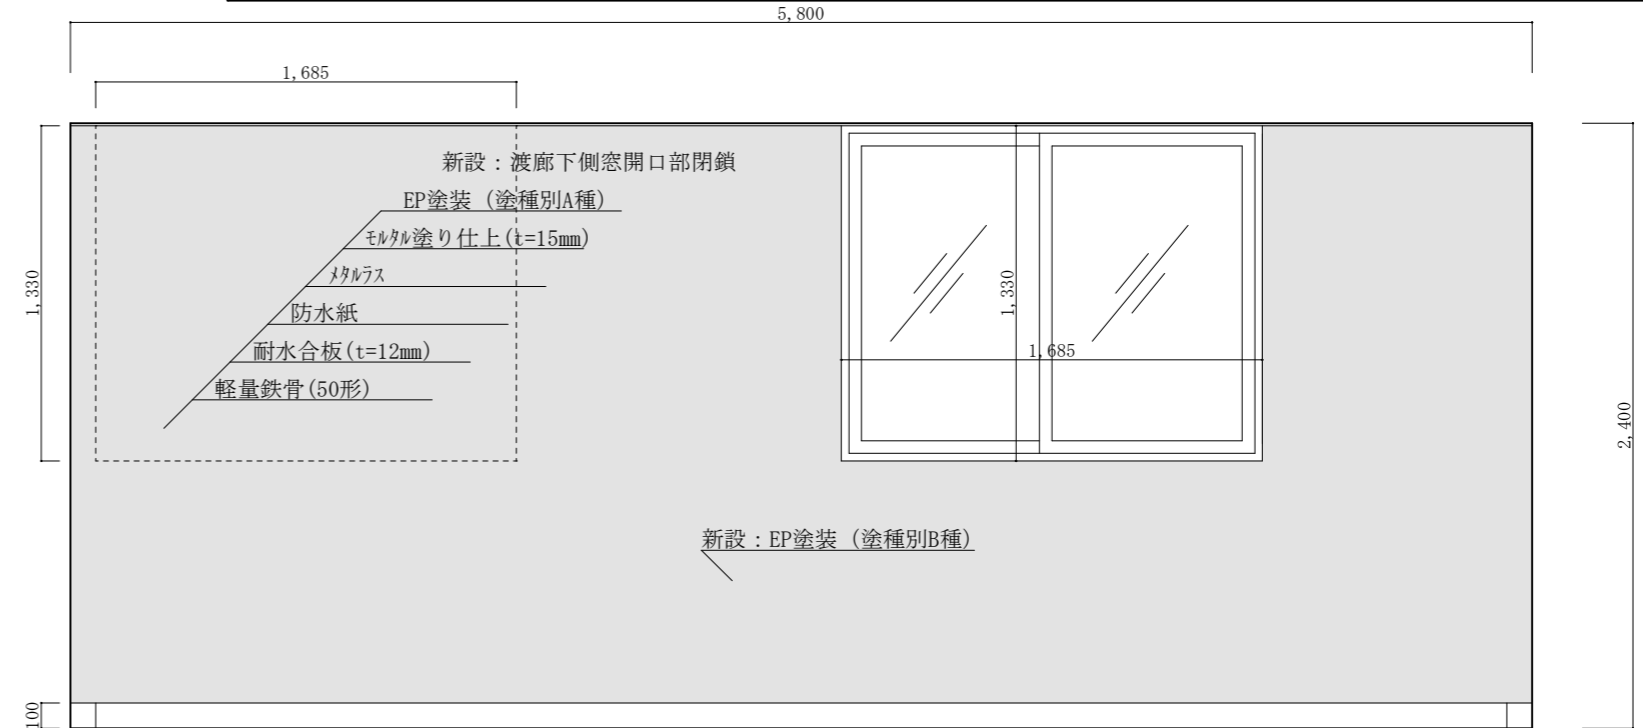 5,800
1,685
新設：渡廊下側窓開口部閉鎖
EP塗装（塗種別A種）
ﾓﾙﾀﾙ塗り仕上(t=15mm)
ﾒﾀﾙﾗｽ
防水紙
耐水合板(t=12mm)
軽量鉄骨(50形)
1,330
1,330
1,685
2,400
新設：EP塗装（塗種別B種）
100